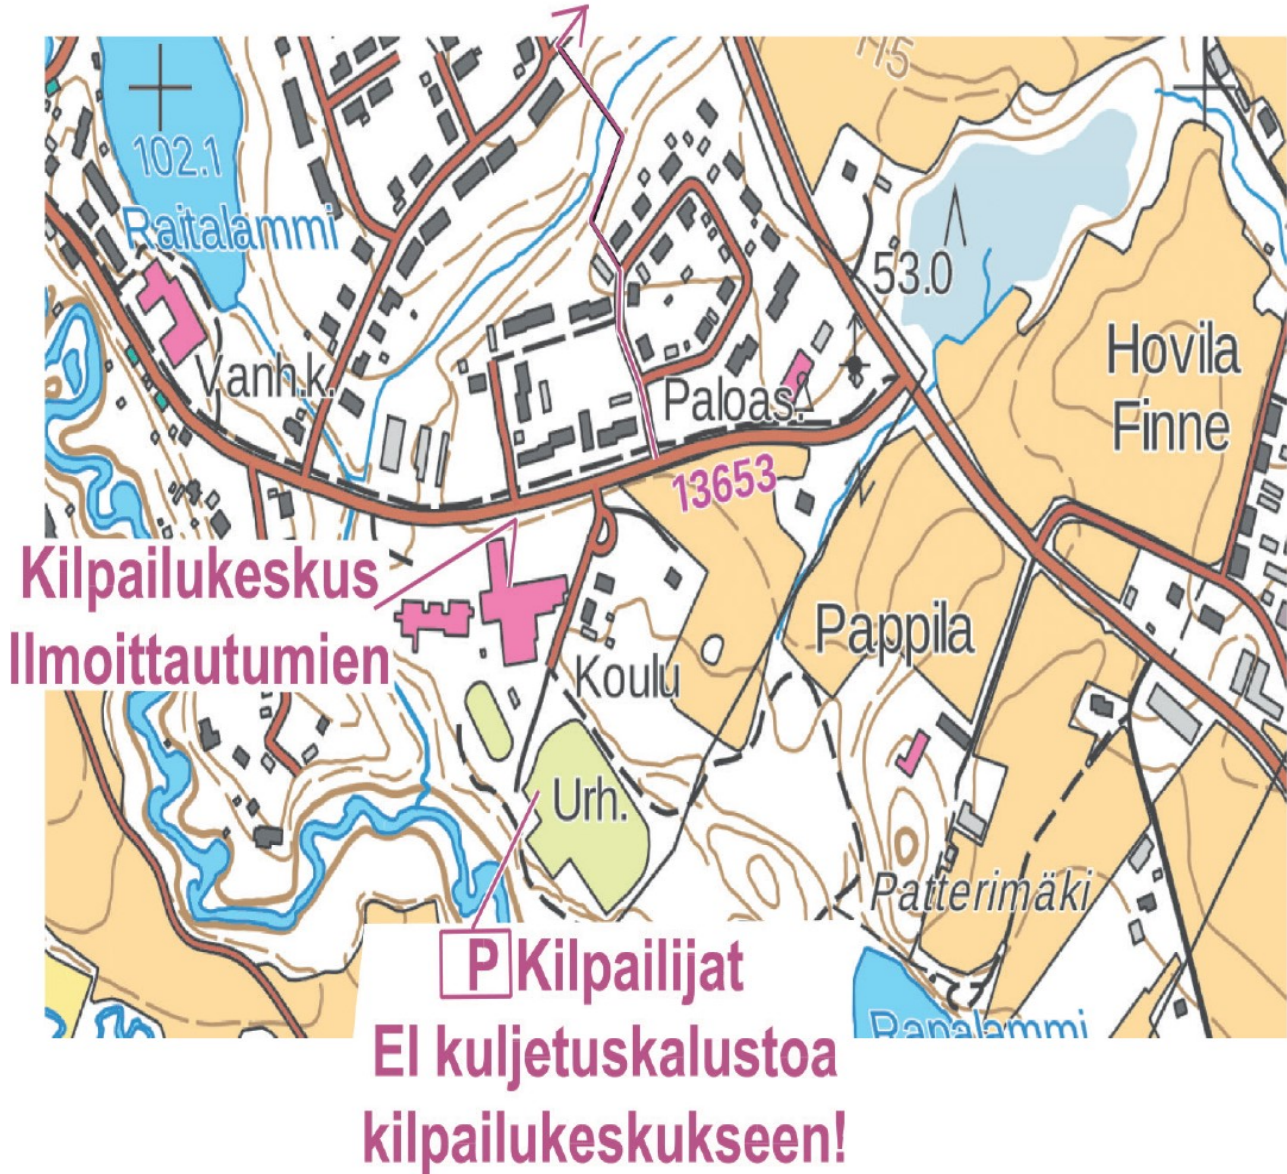 H5
102.1
Raitalammi
53.0
Hovila
Finne
Vanh.k.
Paloas.
13653
Kilpailukeskus
Ilmoittautumien
Pappila
Koulu
Urh.
Patterimäki
P Kilpailijat
Rapalammi
EI kuljetuskalustoa
kilpailukeskukseen!